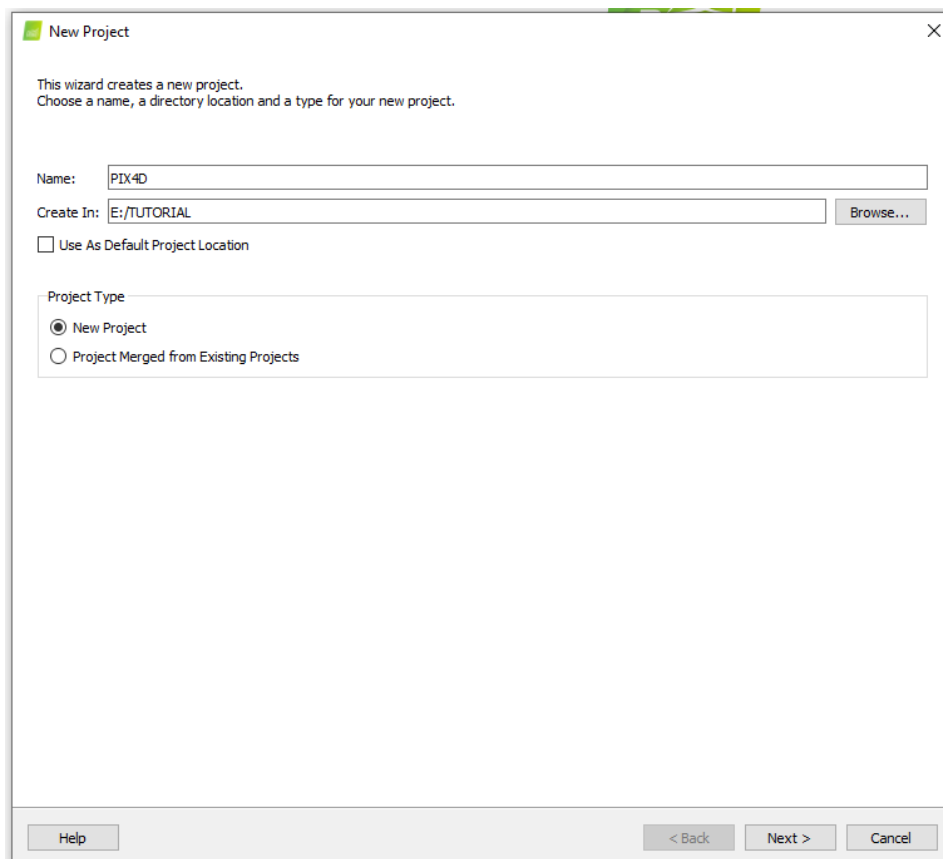 New Project
This wizard creates a new project.
Choose a name, a directory location and a type for your new project.
Name: PIX4D
Create In: E:/TUTORIAL Browse...
Use As Default Project Location
Project Type
New Project
Project Merged from Existing Projects
Help < Back Next > Cancel